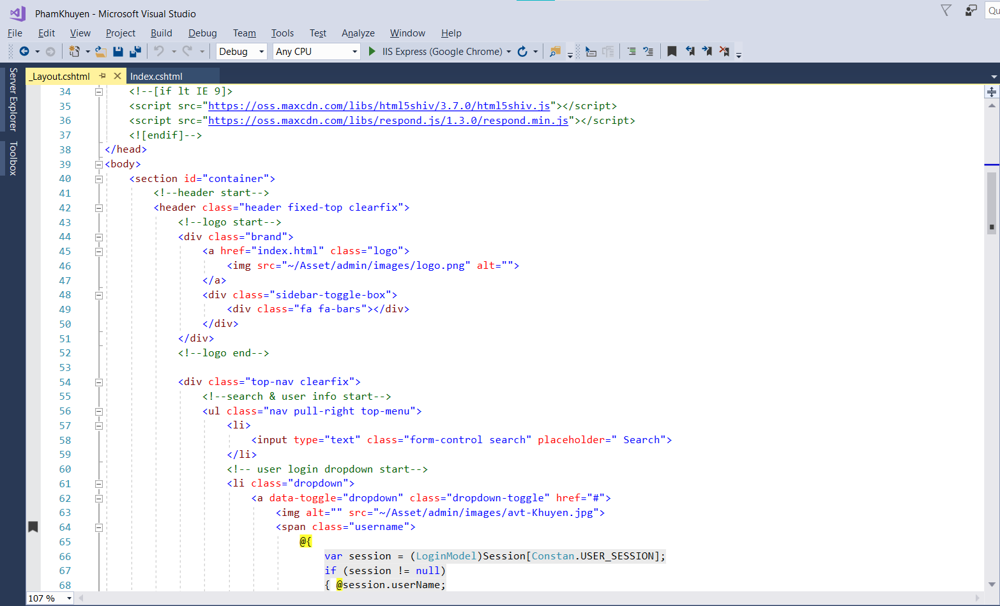 PhamKhuyen - Microsoft Visual Studio
Qu
File Edit View Project Build Debug Team Tools Test Analyze Window Help
Debug Any CPU IIS Express (Google Chrome)
Server Explorer
Toolbox
_Layout.cshtml Index.cshtml
34 <!--[if lt IE 9]>
35 <script src="https://oss.maxcdn.com/libs/html5shiv/3.7.0/html5shiv.js"></script>
36 <script src="https://oss.maxcdn.com/libs/respond.js/1.3.0/respond.min.js"></script>
37 <![endif]-->
38 </head>
39 <body>
40 <section id="container">
41 <!--header start-->
42 <header class="header fixed-top clearfix">
43 <!--logo start-->
44 <div class="brand">
45 <a href="index.html" class="logo">
46 <img src="~/Asset/admin/images/logo.png" alt="">
47 </a>
48 <div class="sidebar-toggle-box">
49 <div class="fa fa-bars"></div>
50 </div>
51 </div>
52 <!--logo end-->
53
54 <div class="top-nav clearfix">
55 <!--search & user info start-->
56 <ul class="nav pull-right top-menu">
57 <li>
58 <input type="text" class="form-control search" placeholder=" Search">
59 </li>
60 <!-- user login dropdown start-->
61 <li class="dropdown">
62 <a data-toggle="dropdown" class="dropdown-toggle" href="#">
63 <img alt="" src="~/Asset/admin/images/avt-Khuyen.jpg">
64 <span class="username">
65 @{
66 var session = (LoginModel)Session[Constan.USER_SESSION];
67 if (session != null)
68 { @session.userName;
107 %